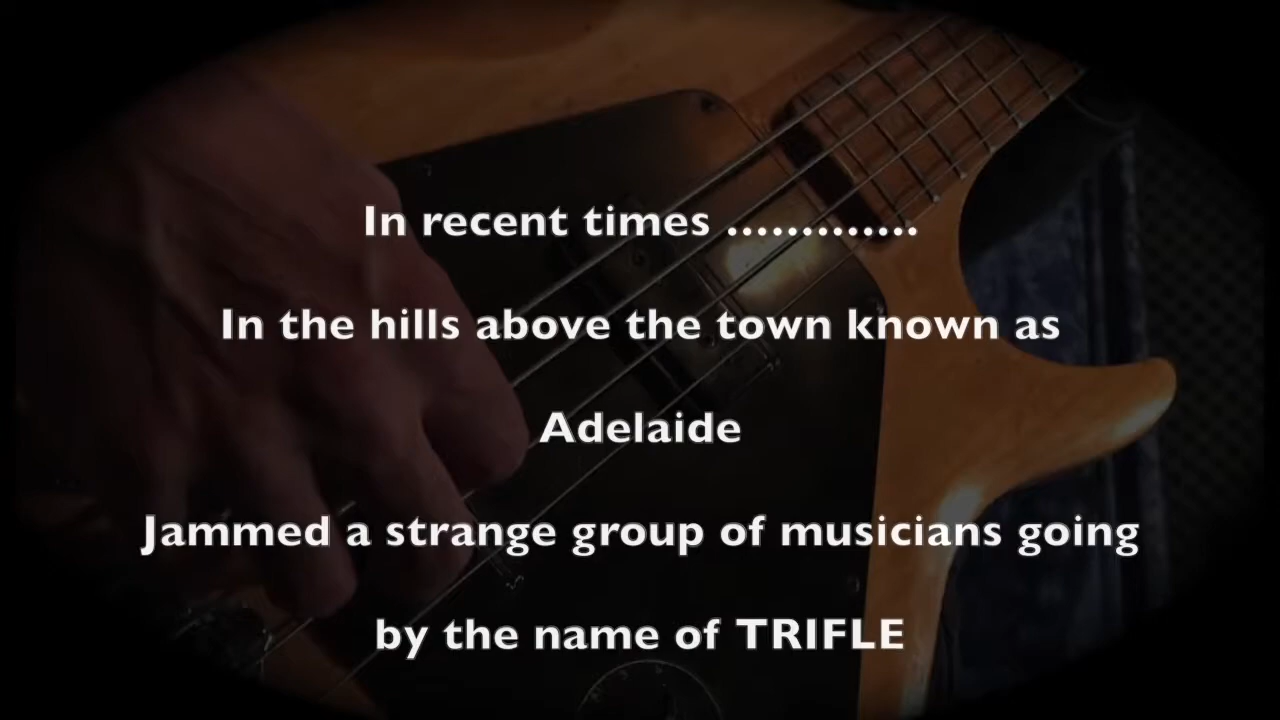 In recent times .............
In the hills above the town known as
Adelaide
Jammed a strange group of musicians going
by the name of TRIFLE